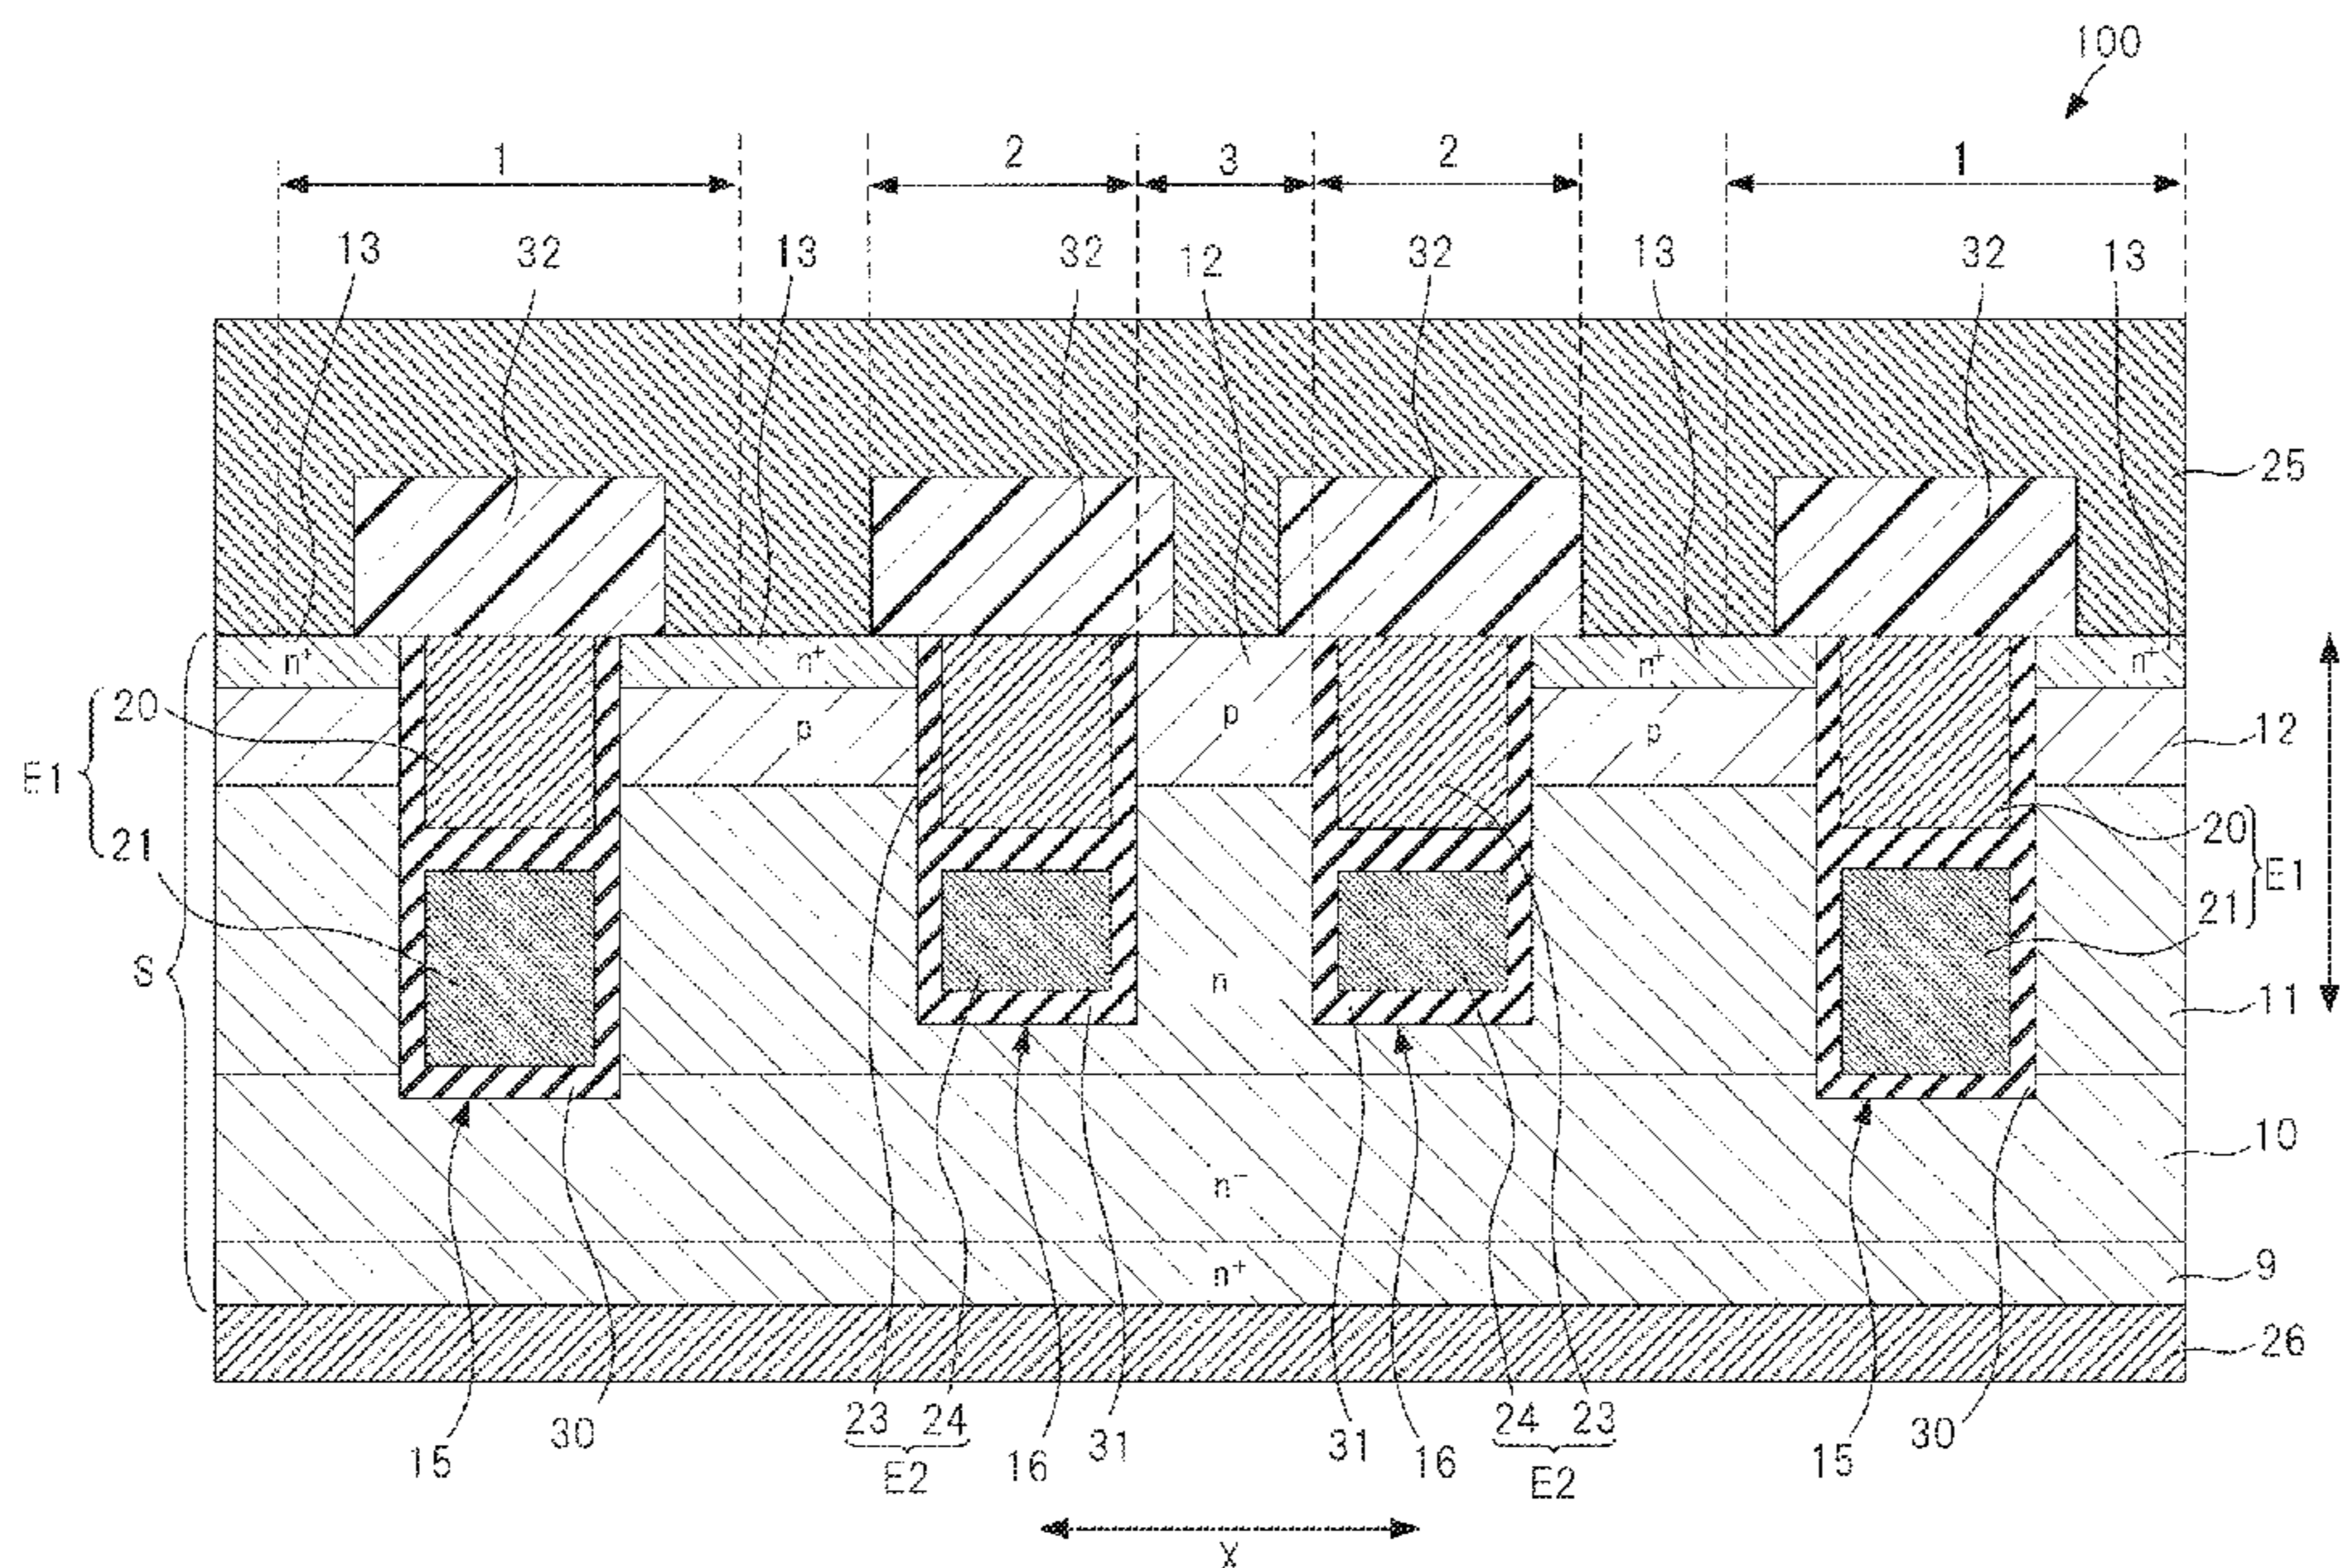 100
1 2 3 2 1
13 32 13 32 12 32 13 32 13
25
n+ n+ n+ n+
E1 20 p p p 12
20
21 E1
21
S n 11
10
n−
n+ 9
26
23 24 31 31 24 23
15 30 E2 16 16 E2 15 30
X